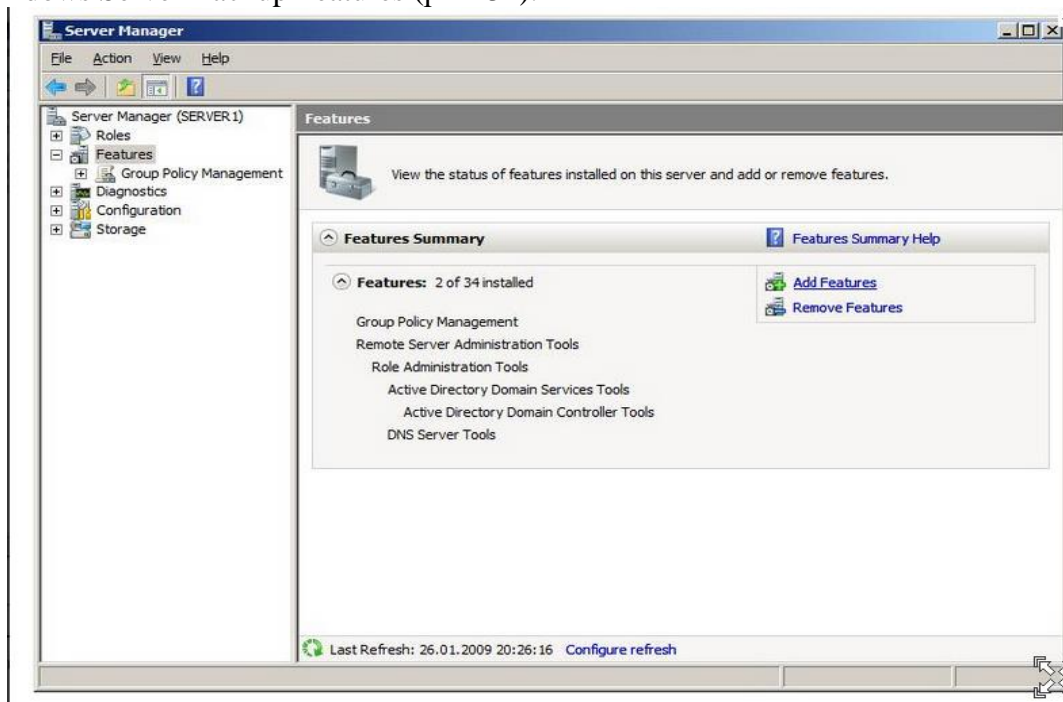 Server Manager
File Action View Help
Server Manager (SERVER1)
Roles
Features
Group Policy Management
Diagnostics
Configuration
Storage
Features
View the status of features installed on this server and add or remove features.
Features Summary
Features Summary Help
Features: 2 of 34 installed
Add Features
Remove Features
Group Policy Management
Remote Server Administration Tools
Role Administration Tools
Active Directory Domain Services Tools
Active Directory Domain Controller Tools
DNS Server Tools
Last Refresh: 26.01.2009 20:26:16 Configure refresh